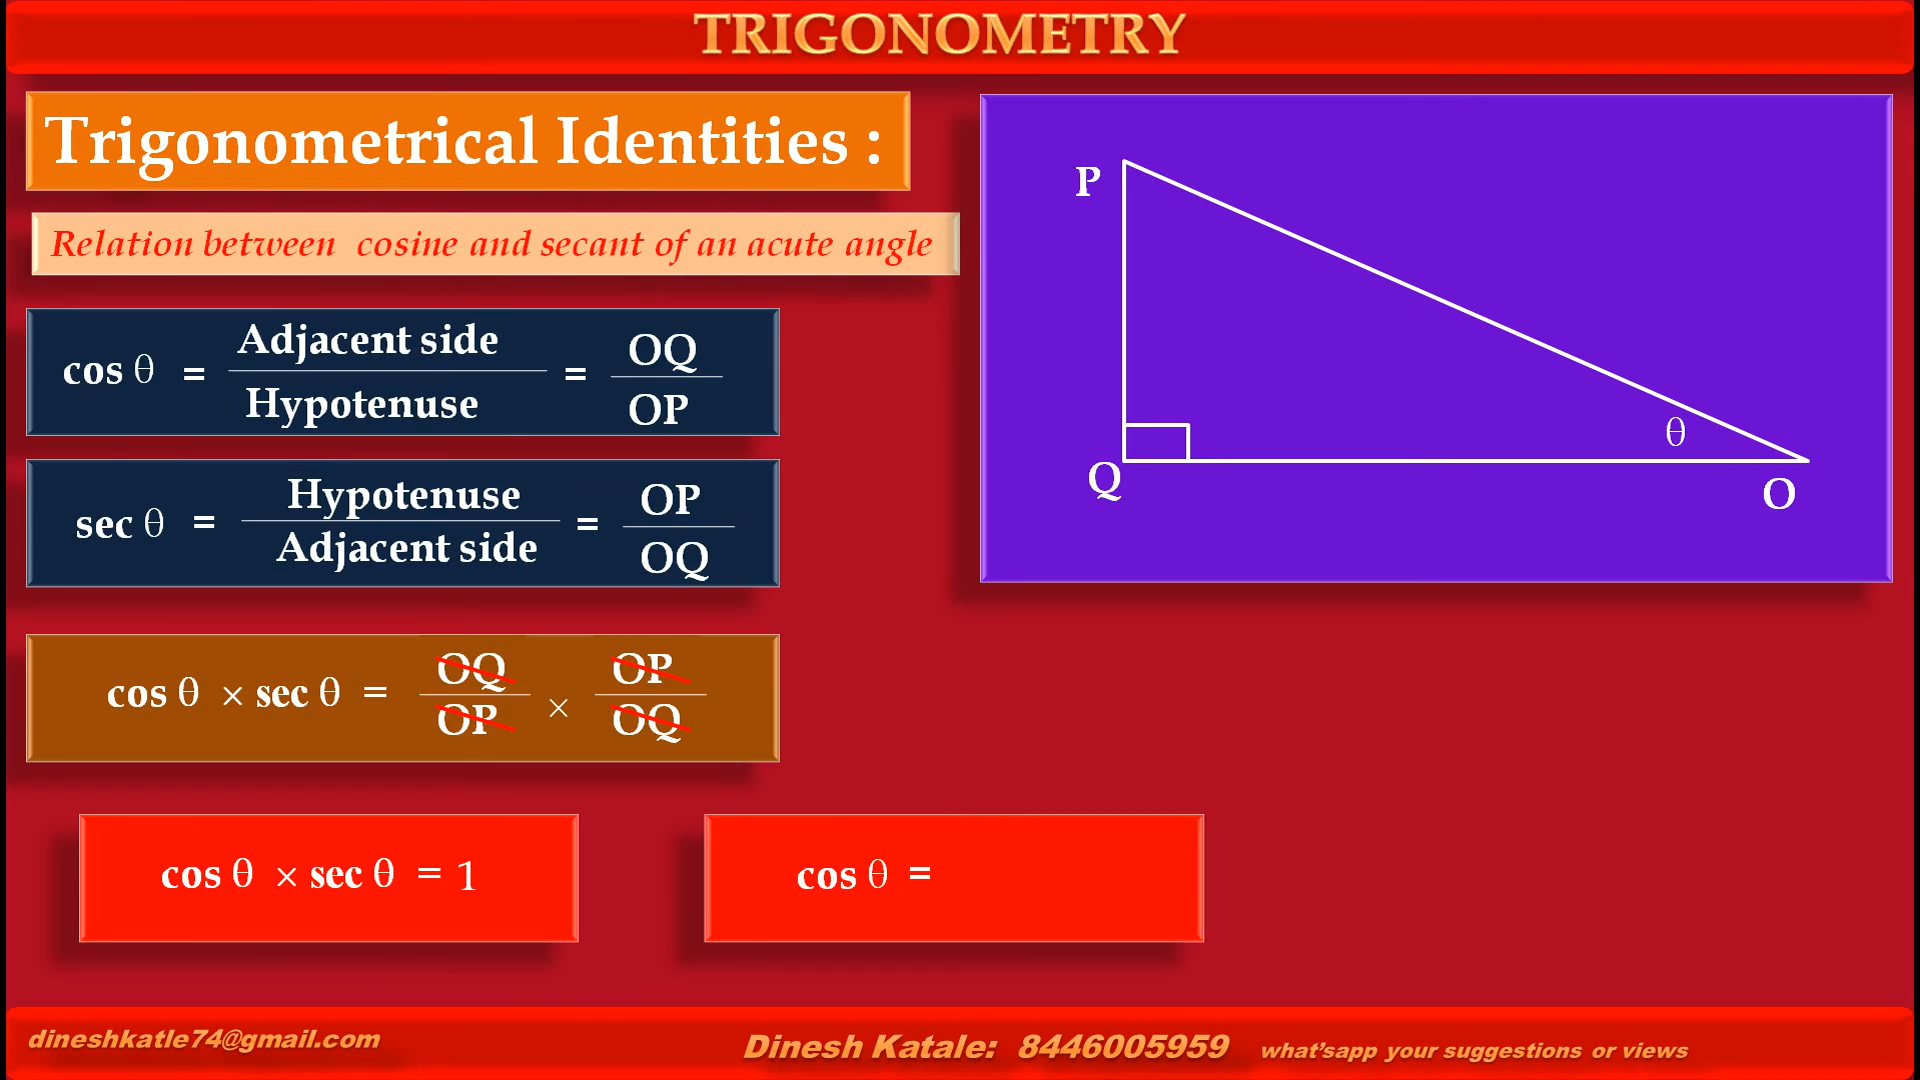 TRIGONOMETRY
Trigonometrical Identities :
Relation between cosine and secant of an acute angle
cos θ = Adjacent side / Hypotenuse = OQ / OP
sec θ = Hypotenuse / Adjacent side = OP / OQ
cos θ × sec θ = OQ / OP × OP / OQ
cos θ × sec θ = 1
cos θ =
P
θ
Q
O
dineshkatle74@gmail.com
Dinesh Katale: 8446005959 what'sapp your suggestions or views